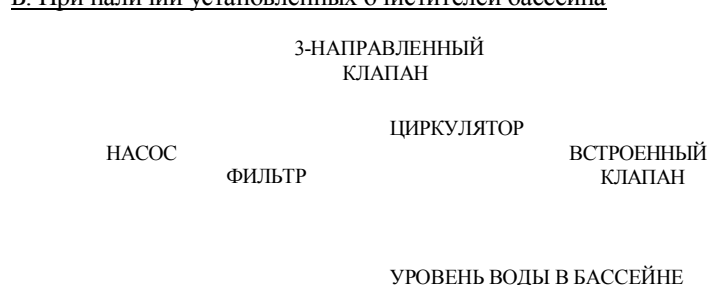 В. При наличии установленных очистителей бассейна
3-НАПРАВЛЕННЫЙ
КЛАПАН
ЦИРКУЛЯТОР
НАСОС
ВСТРОЕННЫЙ
ФИЛЬТР
КЛАПАН
УРОВЕНЬ ВОДЫ В БАССЕЙНЕ